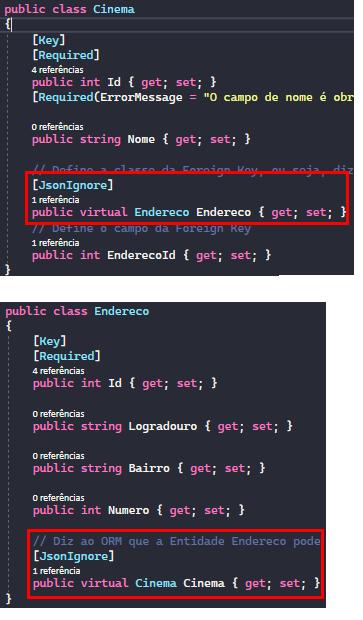 public class Cinema
{
[Key]
[Required]
4 referências
public int Id { get; set; }
[Required(ErrorMessage = "O campo de nome é obr
0 referências
public string Nome { get; set; }
// Define a classe da Foreign Key, ou seja, diz
[JsonIgnore]
1 referência
public virtual Endereco Endereco { get; set; }
// Define o campo da Foreign Key
1 referência
public int EnderecoId { get; set; }
}
public class Endereco
{
[Key]
[Required]
4 referências
public int Id { get; set; }
0 referências
public string Logradouro { get; set; }
0 referências
public string Bairro { get; set; }
0 referências
public int Numero { get; set; }
// Diz ao ORM que a Entidade Endereco pode
[JsonIgnore]
1 referência
public virtual Cinema Cinema { get; set; }
}